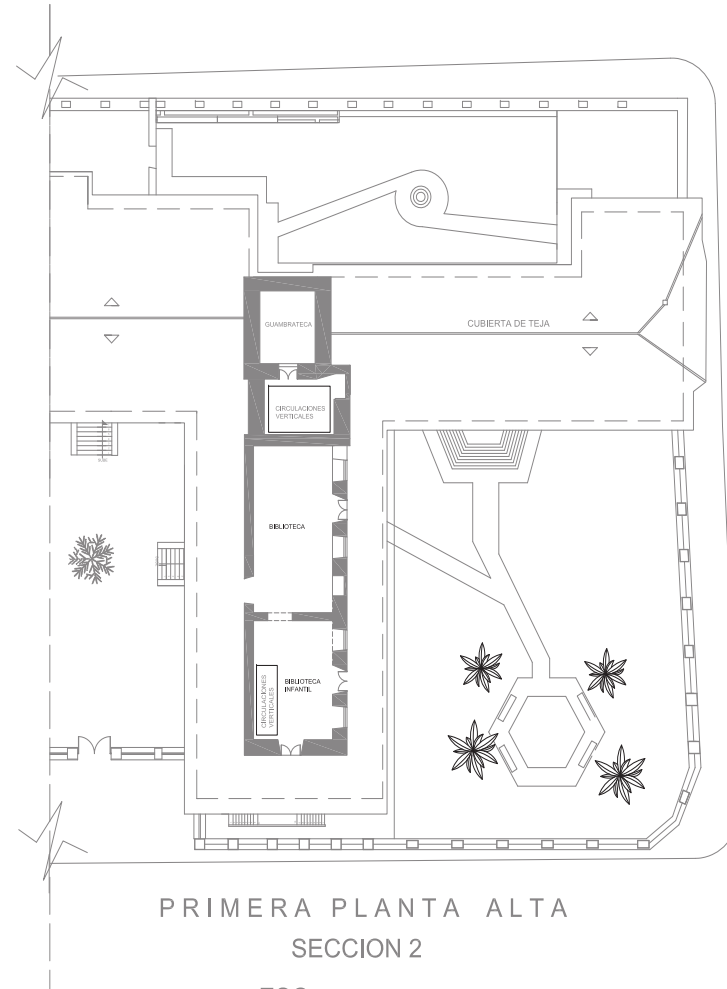 GUAMBRATECA
CUBIERTA DE TEJA
CIRCULACIONES
VERTICALES
BIBLIOTECA
BIBLIOTECA
INFANTIL
CIRCULACIONES
VERTICALES
PRIMERA PLANTA ALTA
SECCION 2